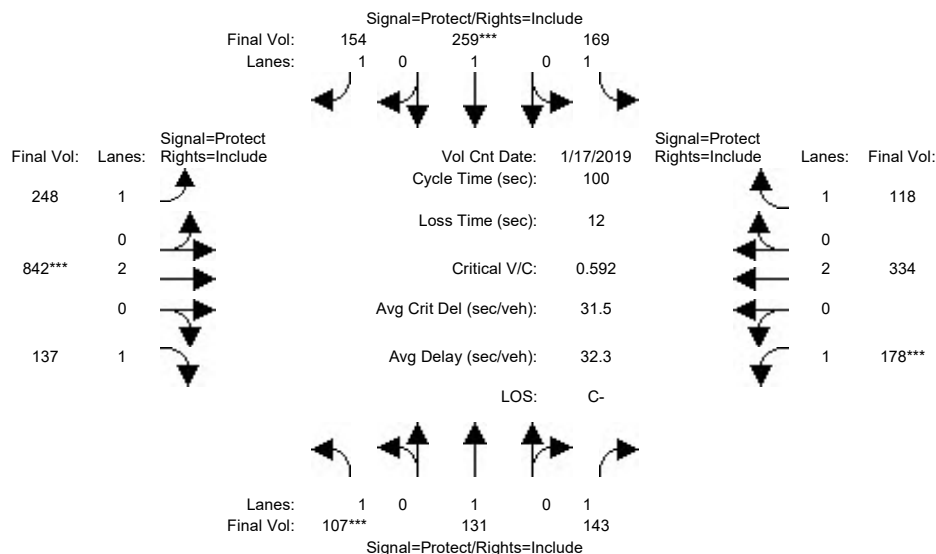 Signal=Protect/Rights=Include
Final Vol: 154 259*** 169
Lanes: 1 0 1 0 1
Signal=Protect
Final Vol: Lanes: Rights=Include
Vol Cnt Date: 1/17/2019
Signal=Protect
Rights=Include Lanes: Final Vol:
Cycle Time (sec): 100
248 1
1 118
Loss Time (sec): 12
0
0
842*** 2
Critical V/C: 0.592
2 334
0
Avg Crit Del (sec/veh): 31.5
0
137 1
Avg Delay (sec/veh): 32.3
1 178***
LOS: C-
Lanes: 1 0 1 0 1
Final Vol: 107*** 131 143
Signal=Protect/Rights=Include